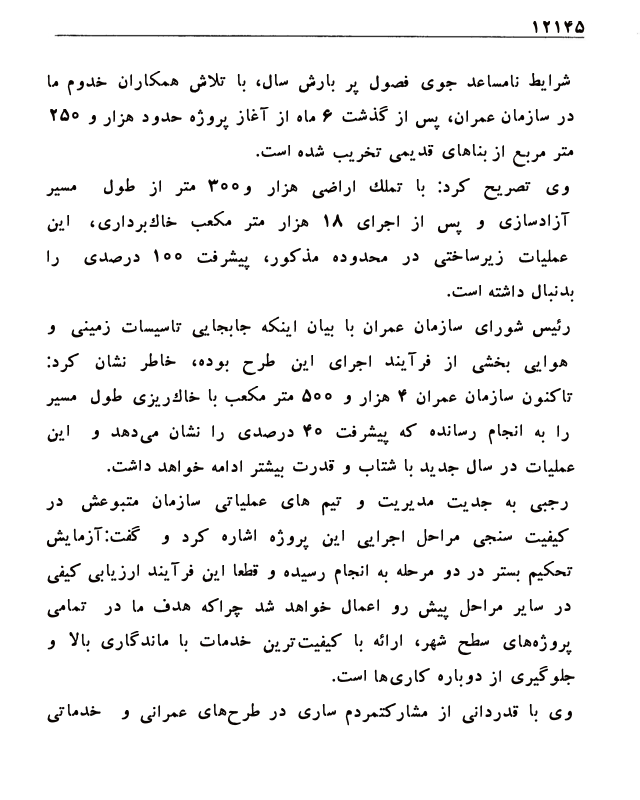 ۱۲۱۴۵
شرایط نامساعد جوی فصول پر بارش سال، با تلاش همکاران خدوم ما
در سازمان عمران، پس از گذشت ۶ ماه از آغاز پروژه حدود هزار و ۲۵۰
متر مربع از بناهای قدیمی تخریب شده است.
وی تصریح کرد: با تملك اراضی هزار و۳۰۰ متر از طول مسیر
آزادسازی و پس از اجرای ۱۸ هزار متر مکعب خاك‌برداری، این
عملیات زیرساختی در محدوده مذکور، پیشرفت ۱۰۰ درصدی را
بدنبال داشته است.
رئیس شورای سازمان عمران با بیان اینکه جابجایی تاسیسات زمینی و
هوایی بخشی از فرآیند اجرای این طرح بوده، خاطر نشان کرد:
تاکنون سازمان عمران ۴ هزار و ۵۰۰ متر مکعب با خاك‌ریزی طول مسیر
را به انجام رسانده که پیشرفت ۴۰ درصدی را نشان می‌دهد و این
عملیات در سال جدید با شتاب و قدرت بیشتر ادامه خواهد داشت.
رجبی به جدیت مدیریت و تیم های عملیاتی سازمان متبوعش در
کیفیت سنجی مراحل اجرایی این پروژه اشاره کرد و گفت:آزمایش
تحکیم بستر در دو مرحله به انجام رسیده و قطعا این فرآیند ارزیابی کیفی
در سایر مراحل پیش رو اعمال خواهد شد چراکه هدف ما در تمامی
پروژه‌های سطح شهر، ارائه با کیفیت‌ترین خدمات با ماندگاری بالا و
جلوگیری از دوباره کاری‌ها است.
وی با قدردانی از مشارکتمردم ساری در طرح‌های عمرانی و خدماتی